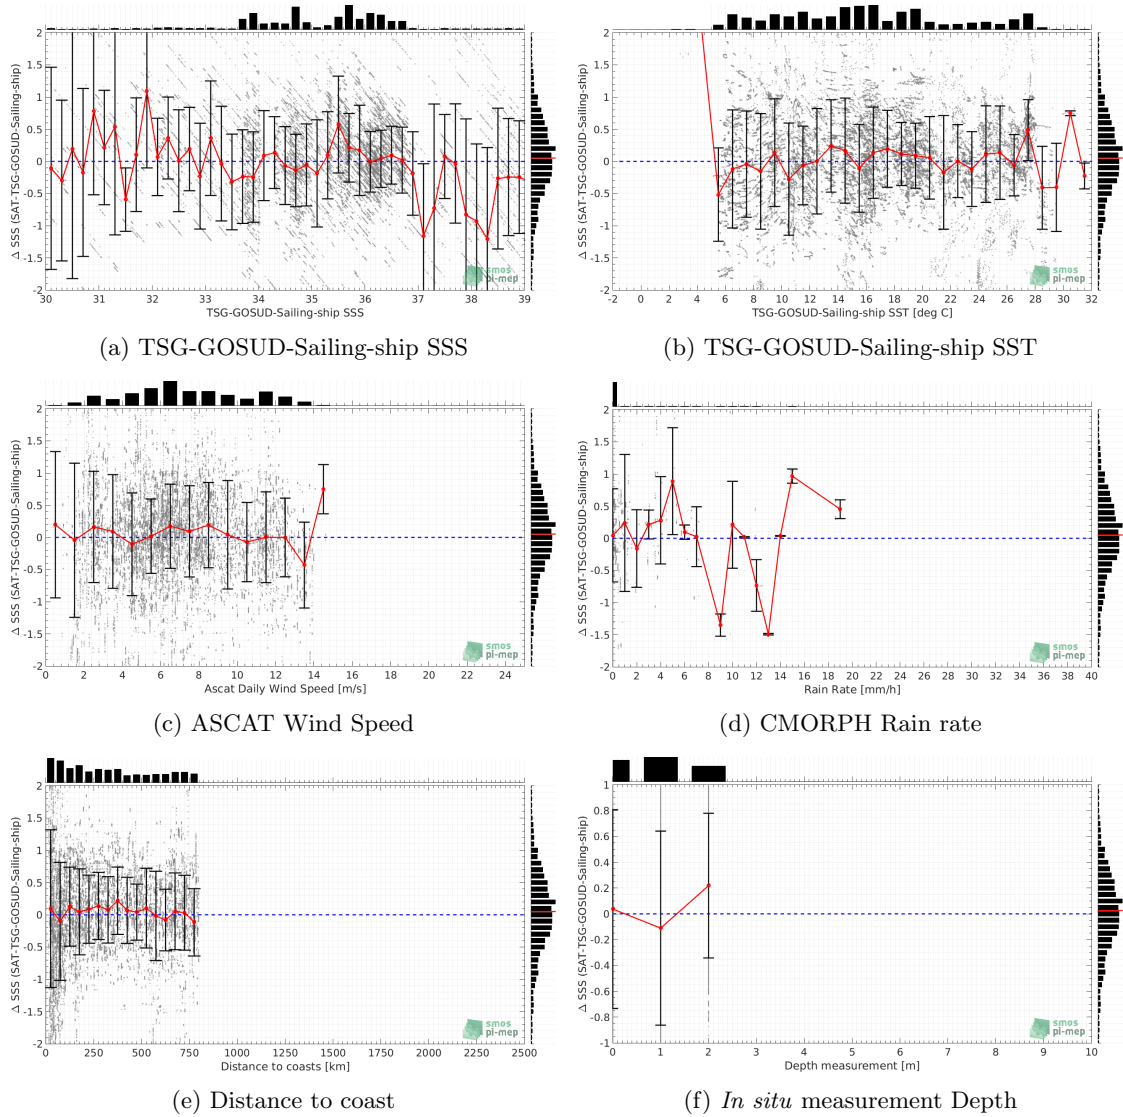 2
1.5
1
0.5
0
-0.5
-1
-1.5
-2
Δ SSS (SAT-TSG-GOSUD-Sailing-ship)
30 31 32 33 34 35 36 37 38 39
TSG-GOSUD-Sailing-ship SSS
smos
pi-mep
(a) TSG-GOSUD-Sailing-ship SSS
2
1.5
1
0.5
0
-0.5
-1
-1.5
-2
Δ SSS (SAT-TSG-GOSUD-Sailing-ship)
-2 0 2 4 6 8 10 12 14 16 18 20 22 24 26 28 30 32
TSG-GOSUD-Sailing-ship SST [deg C]
smos
pi-mep
(b) TSG-GOSUD-Sailing-ship SST
2
1.5
1
0.5
0
-0.5
-1
-1.5
-2
Δ SSS (SAT-TSG-GOSUD-Sailing-ship)
0 2 4 6 8 10 12 14 16 18 20 22 24
Ascat Daily Wind Speed [m/s]
smos
pi-mep
(c) ASCAT Wind Speed
2
1.5
1
0.5
0
-0.5
-1
-1.5
-2
Δ SSS (SAT-TSG-GOSUD-Sailing-ship)
0 2 4 6 8 10 12 14 16 18 20 22 24 26 28 30 32 34 36 38 40
Rain Rate [mm/h]
smos
pi-mep
(d) CMORPH Rain rate
2
1.5
1
0.5
0
-0.5
-1
-1.5
-2
Δ SSS (SAT-TSG-GOSUD-Sailing-ship)
0 250 500 750 1000 1250 1500 1750 2000 2250 2500
Distance to coasts [km]
smos
pi-mep
(e) Distance to coast
1
0.8
0.6
0.4
0.2
0
-0.2
-0.4
-0.6
-0.8
-1
Δ SSS (SAT-TSG-GOSUD-Sailing-ship)
0 1 2 3 4 5 6 7 8 9 10
Depth measurement [m]
smos
pi-mep
(f) In situ measurement Depth